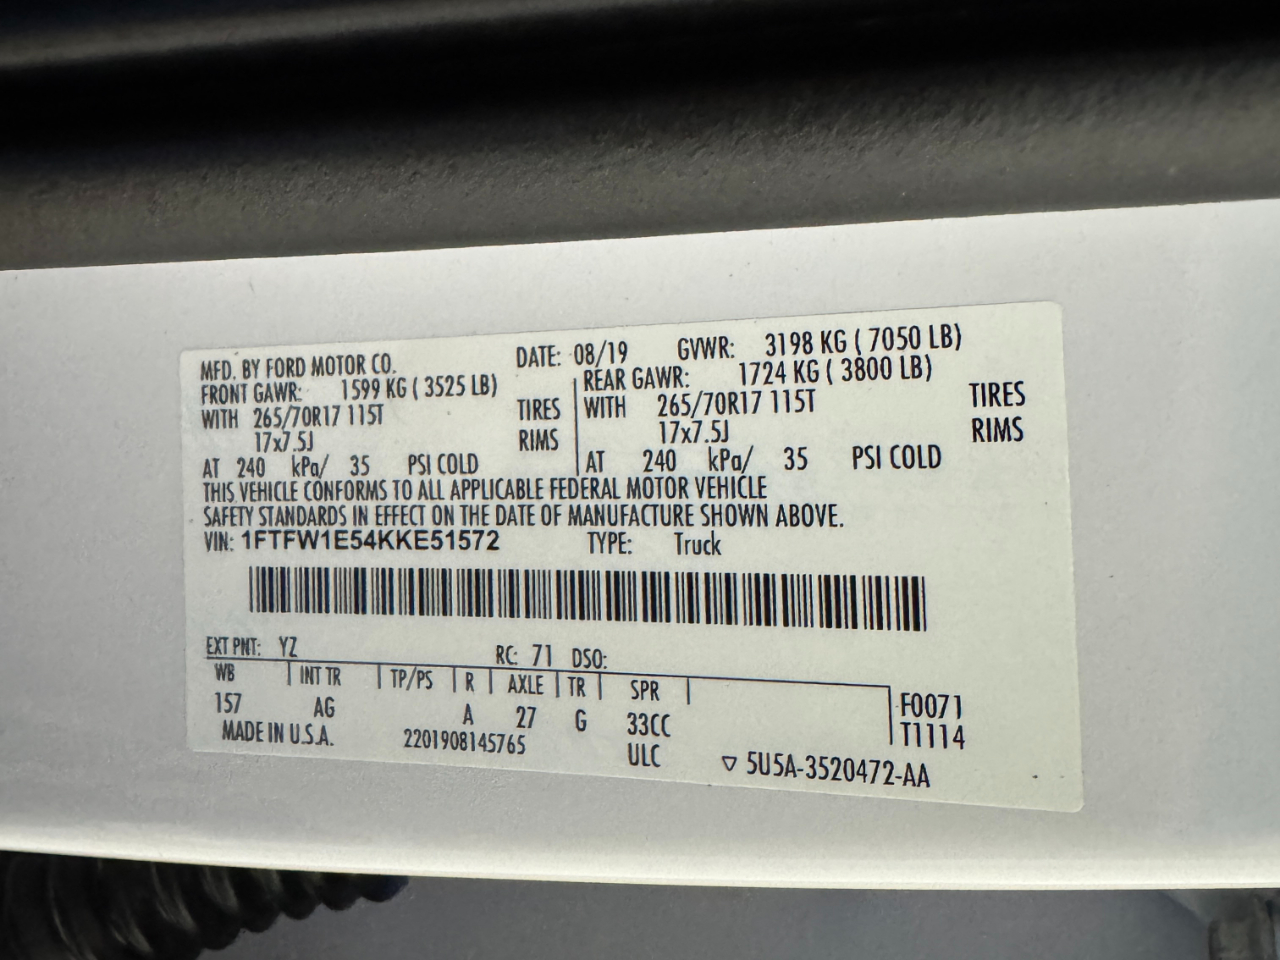 MFD. BY FORD MOTOR CO. DATE: 08/19 GVWR: 3198 KG ( 7050 LB)
FRONT GAWR: 1599 KG ( 3525 LB) REAR GAWR: 1724 KG ( 3800 LB)
WITH 265/70R17 115T TIRES WITH 265/70R17 115T TIRES
17x7.5J RIMS 17x7.5J RIMS
AT 240 kPa/ 35 PSI COLD AT 240 kPa/ 35 PSI COLD
THIS VEHICLE CONFORMS TO ALL APPLICABLE FEDERAL MOTOR VEHICLE
SAFETY STANDARDS IN EFFECT ON THE DATE OF MANUFACTURE SHOWN ABOVE.
VIN: 1FTFW1E54KKE51572 TYPE: Truck
EXT PNT: YZ RC: 71 DSO:
WB INT TR TP/PS R AXLE TR SPR F0071
157 AG A 27 G 33CC T1114
MADE IN U.S.A. 2201908145765 ULC ▽ 5U5A-3520472-AA